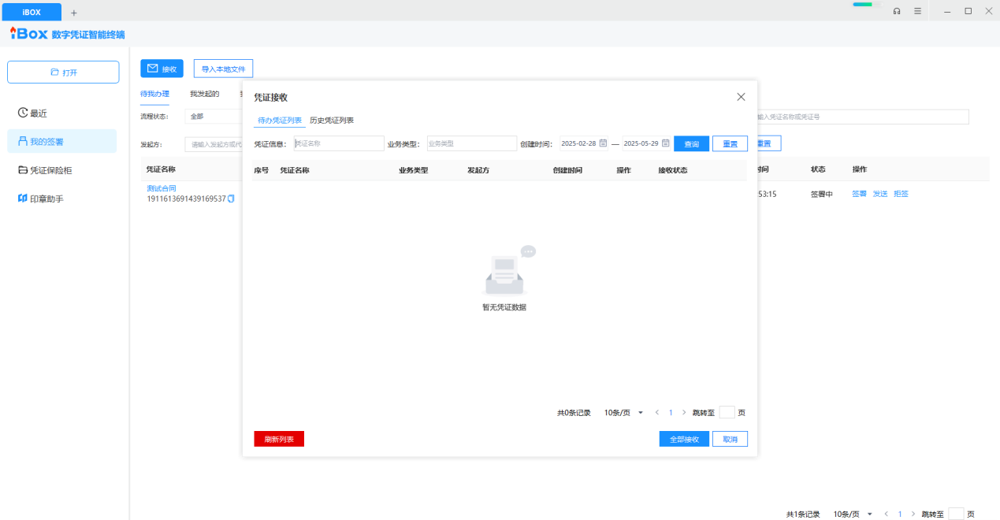 iBOX
iBox 数字凭证智能终端
打开
最近
我的签署
凭证保险柜
印章助手
接收 导入本地文件
待我办理 我发起的
流程状态: 全部 输入凭证名称或凭证号
发起方: 请输入发起方或代 重置
凭证名称 时间 状态 操作
测试合同
1911613691439169537 53:15 签署中 签署 发送 拒签
凭证接收
待办凭证列表 历史凭证列表
凭证信息: 凭证名称 业务类型: 业务类型 创建时间: 2025-02-28 — 2025-05-29 查询 重置
序号 凭证名称 业务类型 发起方 创建时间 操作 接收状态
暂无凭证数据
共0条记录 10条/页 < 1 > 跳转至 页
刷新列表 全部接收 取消
共1条记录 10条/页 < 1 > 跳转至 页